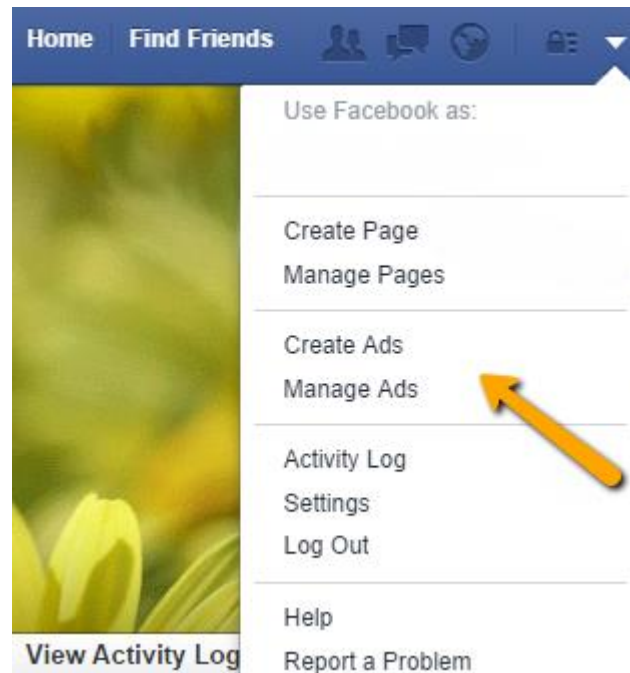 Home Find Friends
Use Facebook as:
Create Page
Manage Pages
Create Ads
Manage Ads
Activity Log
Settings
Log Out
Help
View Activity Log
Report a Problem